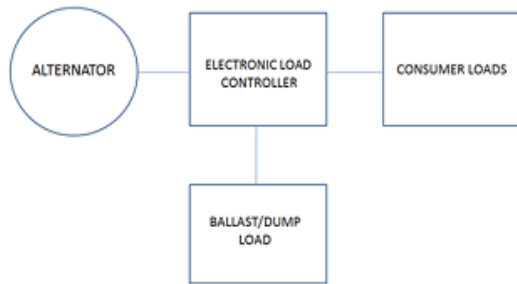 ALTERNATOR
ELECTRONIC LOAD
CONTROLLER
CONSUMER LOADS
BALLAST/DUMP
LOAD